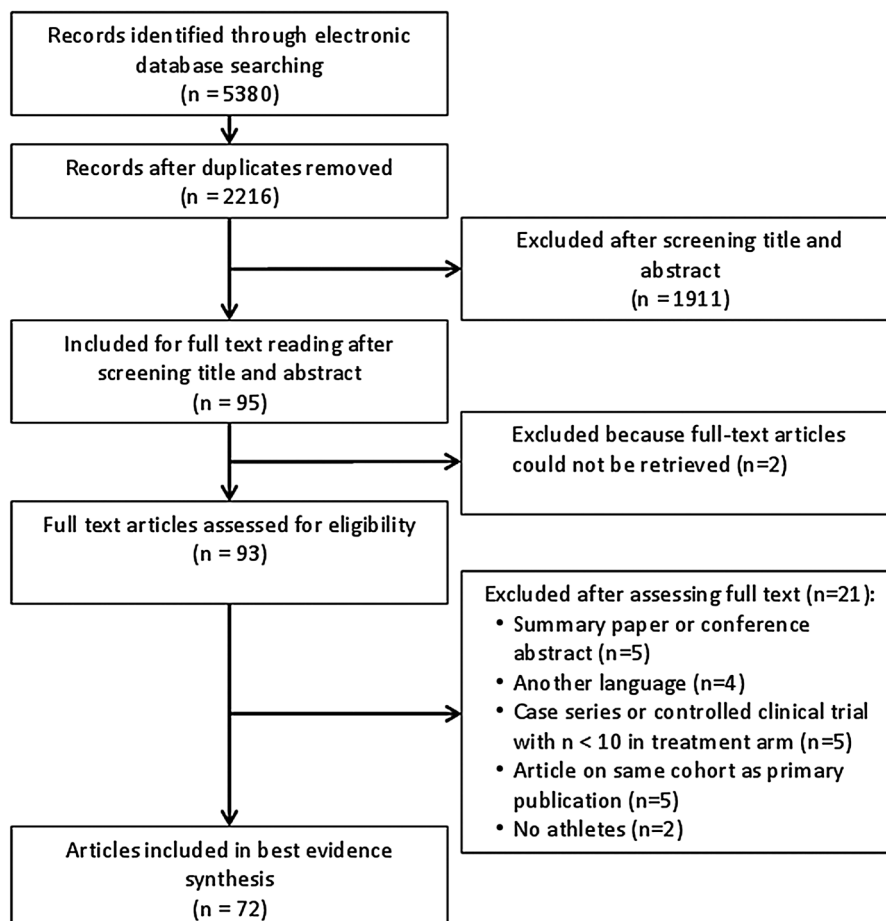 Records identified through electronic
database searching
(n = 5380)
Records after duplicates removed
(n = 2216)
Excluded after screening title and
abstract
(n = 1911)
Included for full text reading after
screening title and abstract
(n = 95)
Excluded because full-text articles
could not be retrieved (n=2)
Full text articles assessed for eligibility
(n = 93)
Excluded after assessing full text (n=21):
• Summary paper or conference
abstract (n=5)
• Another language (n=4)
• Case series or controlled clinical trial
with n < 10 in treatment arm (n=5)
• Article on same cohort as primary
publication (n=5)
• No athletes (n=2)
Articles included in best evidence
synthesis
(n = 72)